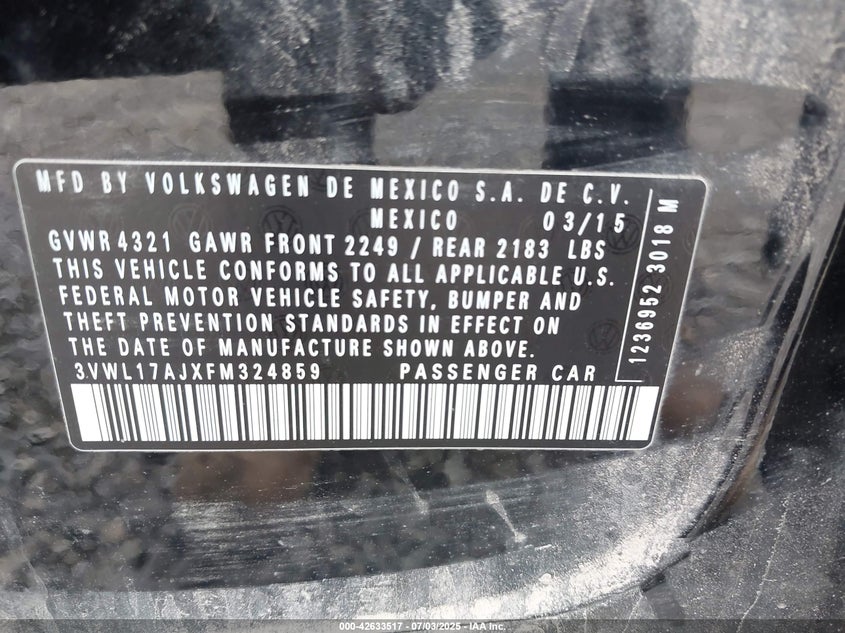 MFD BY VOLKSWAGEN DE MEXICO S.A. DE C.V.
MEXICO 03/15
GVWR 4321 GAWR FRONT 2249 / REAR 2183 LBS
THIS VEHICLE CONFORMS TO ALL APPLICABLE U.S.
FEDERAL MOTOR VEHICLE SAFETY, BUMPER AND
THEFT PREVENTION STANDARDS IN EFFECT ON
THE DATE OF MANUFACTURE SHOWN ABOVE.
3VWL17AJXFM324859 PASSENGER CAR
1236952 3018 M
000-42633517 - 07/03/2025 - IAA Inc.